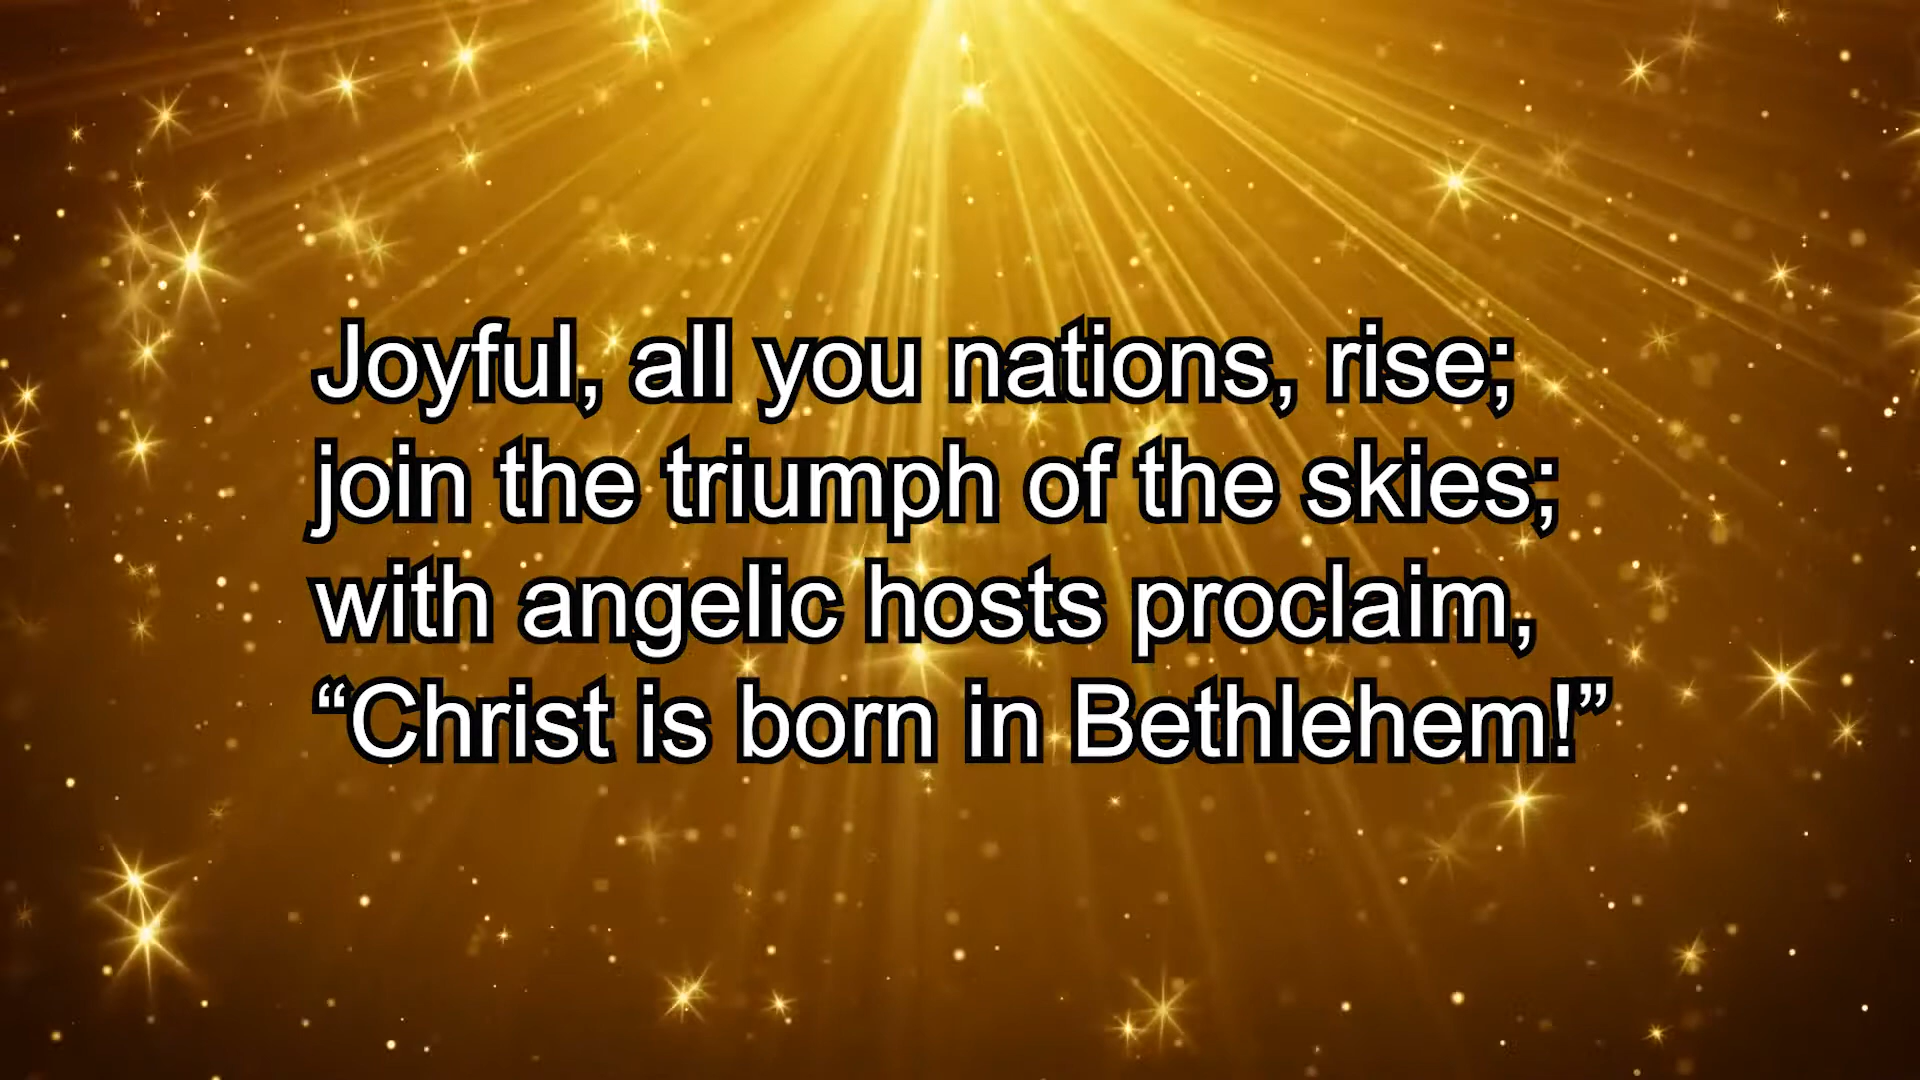 Joyful, all you nations, rise;
join the triumph of the skies;
with angelic hosts proclaim,
“Christ is born in Bethlehem!”